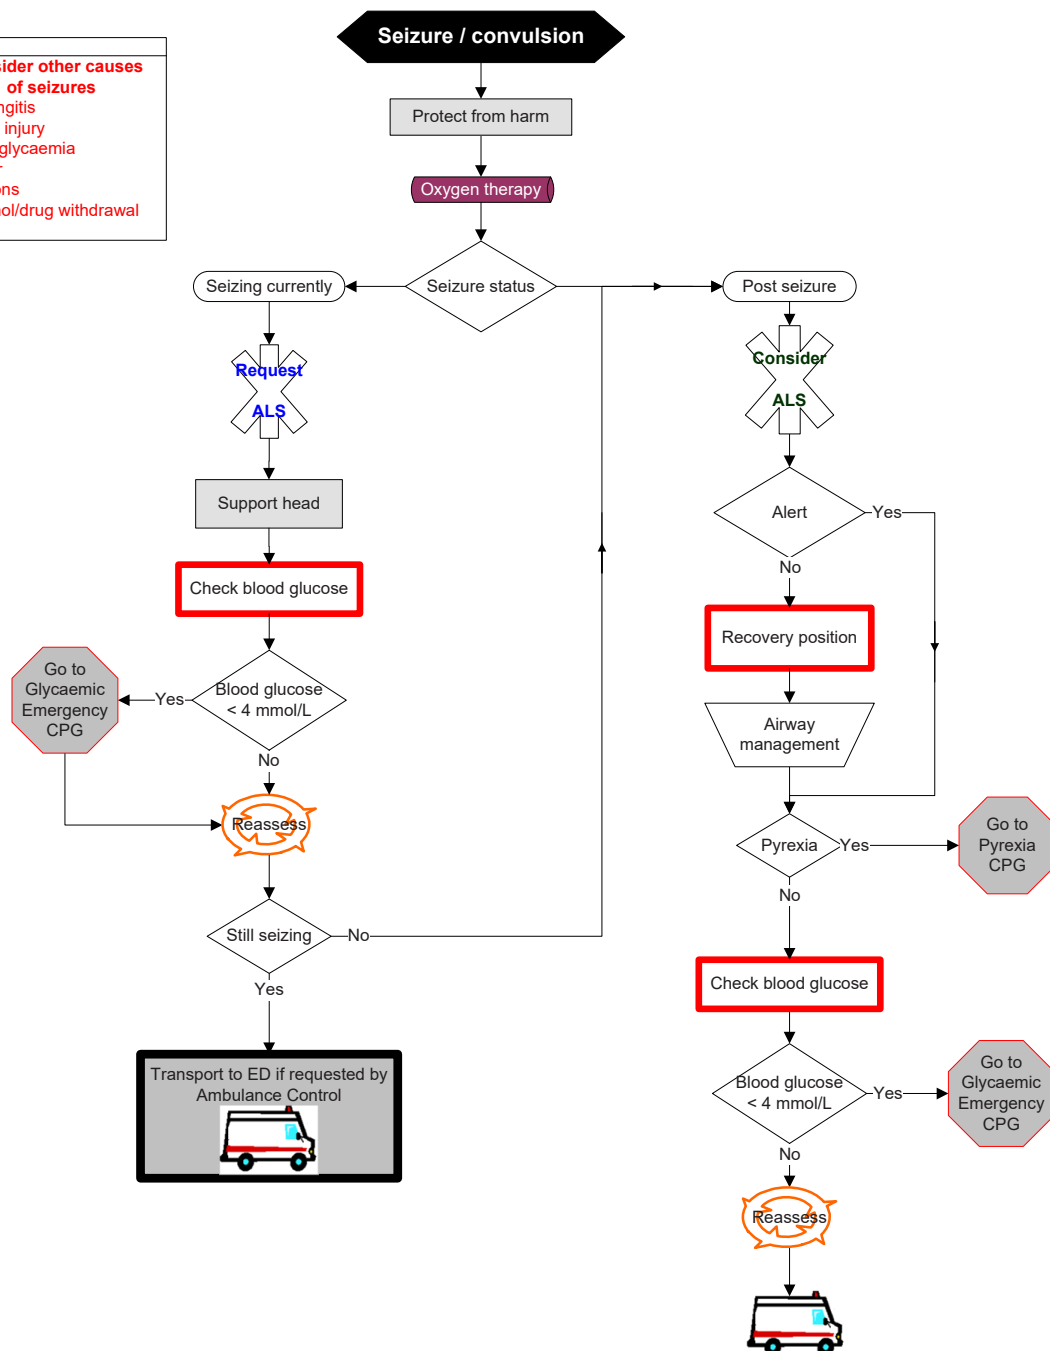 Seizure / convulsion
sider other causes
of seizures
ngitis
injury
glycaemia
ons
ol/drug withdrawal
Protect from harm
Oxygen therapy
Seizure status
Seizing currently
Post seizure
Request
ALS
Consider
ALS
Support head
Alert
Yes
No
Check blood glucose
Recovery position
Go to
Glycaemic
Emergency
CPG
Yes
Blood glucose
< 4 mmol/L
No
Airway
management
Reassess
Pyrexia
Yes
Go to
Pyrexia
CPG
No
Still seizing
No
Yes
Check blood glucose
Transport to ED if requested by
Ambulance Control
Blood glucose
< 4 mmol/L
Yes
Go to
Glycaemic
Emergency
CPG
No
Reassess